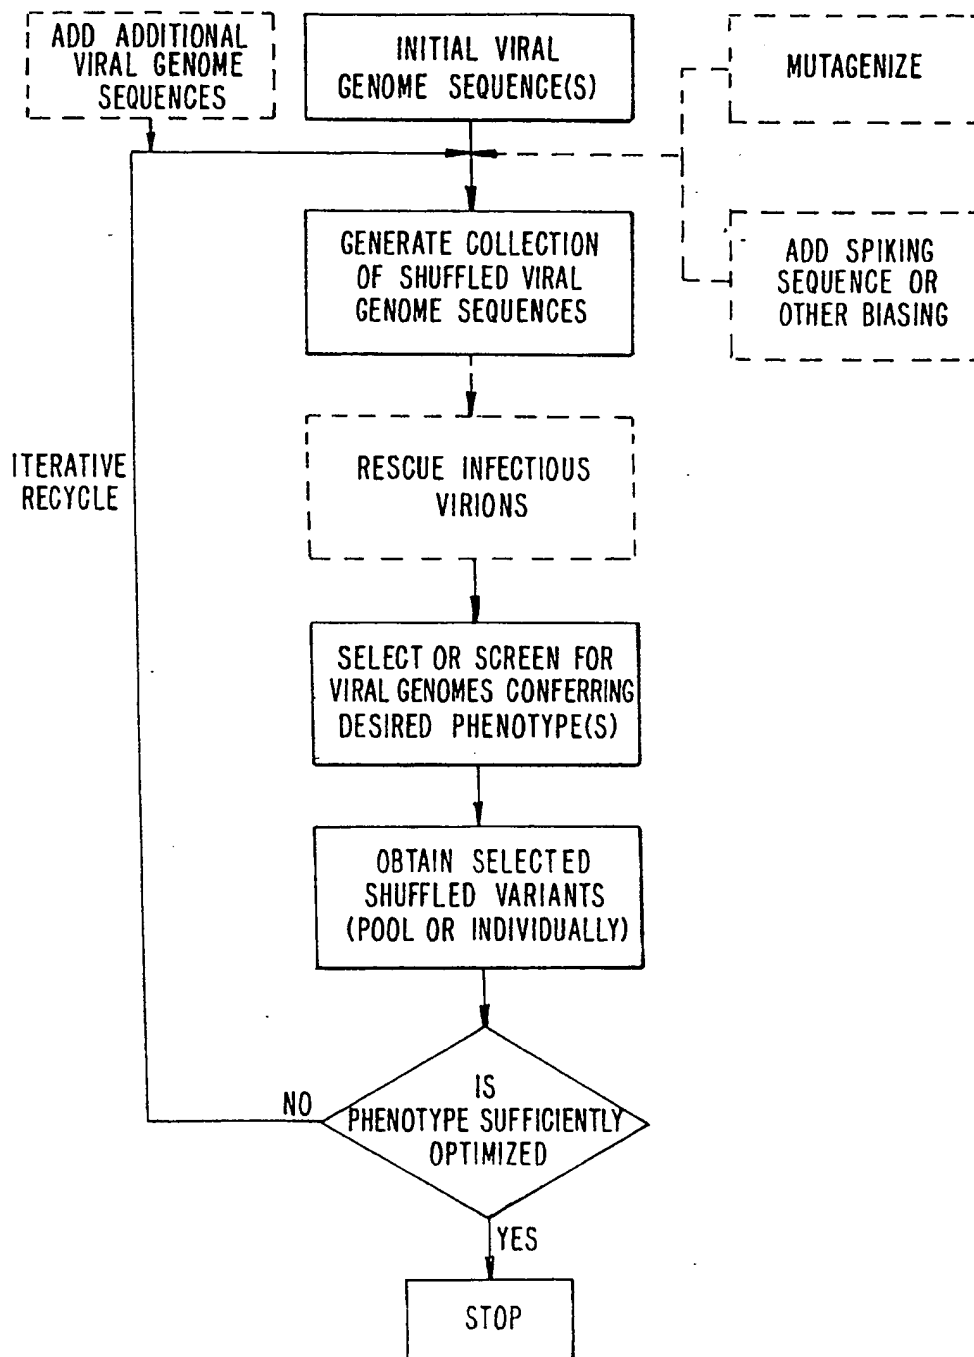 ADD ADDITIONAL
VIRAL GENOME
SEQUENCES
INITIAL VIRAL
GENOME SEQUENCE(S)
MUTAGENIZE
GENERATE COLLECTION
OF SHUFFLED VIRAL
GENOME SEQUENCES
ADD SPIKING
SEQUENCE OR
OTHER BIASING
ITERATIVE
RECYCLE
RESCUE INFECTIOUS
VIRIONS
SELECT OR SCREEN FOR
VIRAL GENOMES CONFERRING
DESIRED PHENOTYPE(S)
OBTAIN SELECTED
SHUFFLED VARIANTS
(POOL OR INDIVIDUALLY)
IS
PHENOTYPE SUFFICIENTLY
OPTIMIZED
NO
YES
STOP